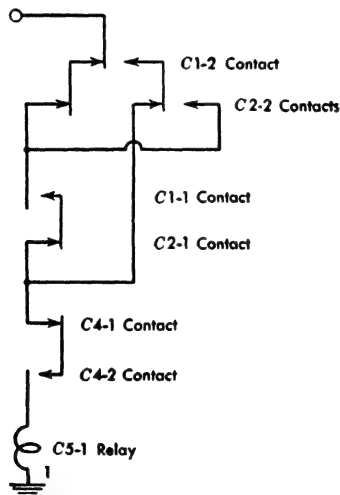 C1-2 Contact
C2-2 Contacts
C1-1 Contact
C2-1 Contact
C4-1 Contact
C4-2 Contact
C5-1 Relay
1